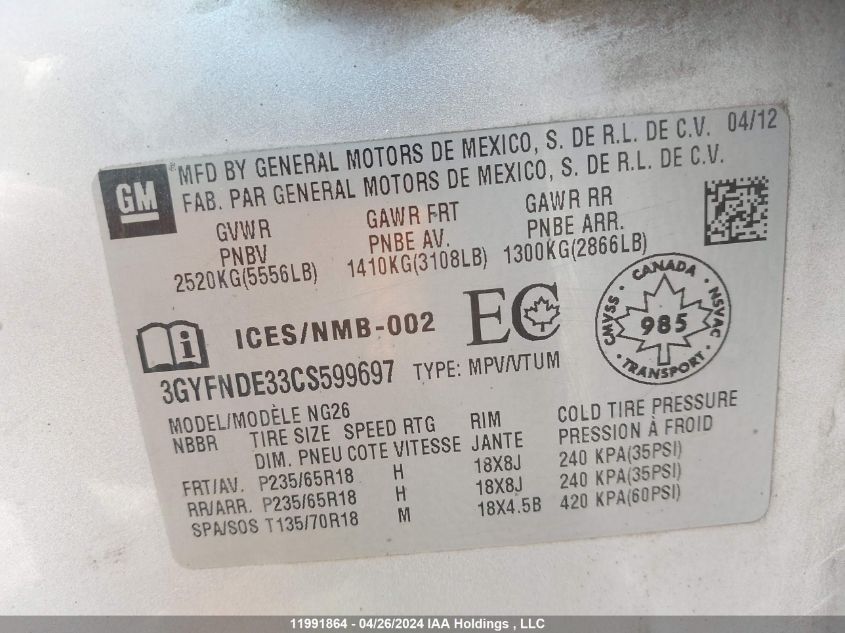 GM
® MFD BY GENERAL MOTORS DE MEXICO, S. DE R.L. DE C.V. 04/12
FAB. PAR GENERAL MOTORS DE MEXICO, S. DE R.L. DE C.V.
GVWR GAWR FRT GAWR RR
PNBV PNBE AV. PNBE ARR.
2520KG(5556LB) 1410KG(3108LB) 1300KG(2866LB)
i ICES/NMB-002 EC
CANADA
CMVSS 985 NSVAC
TRANSPORT
3GYFNDE33CS599697 TYPE: MPV/VTUM
MODEL/MODÈLE NG26
NBBR TIRE SIZE SPEED RTG RIM COLD TIRE PRESSURE
DIM. PNEU COTE VITESSE JANTE PRESSION À FROID
FRT/AV. P235/65R18 H 18X8J 240 KPA(35PSI)
RR/ARR. P235/65R18 H 18X8J 240 KPA(35PSI)
SPA/SOS T135/70R18 M 18X4.5B 420 KPA(60PSI)
11991864 - 04/26/2024 IAA Holdings , LLC